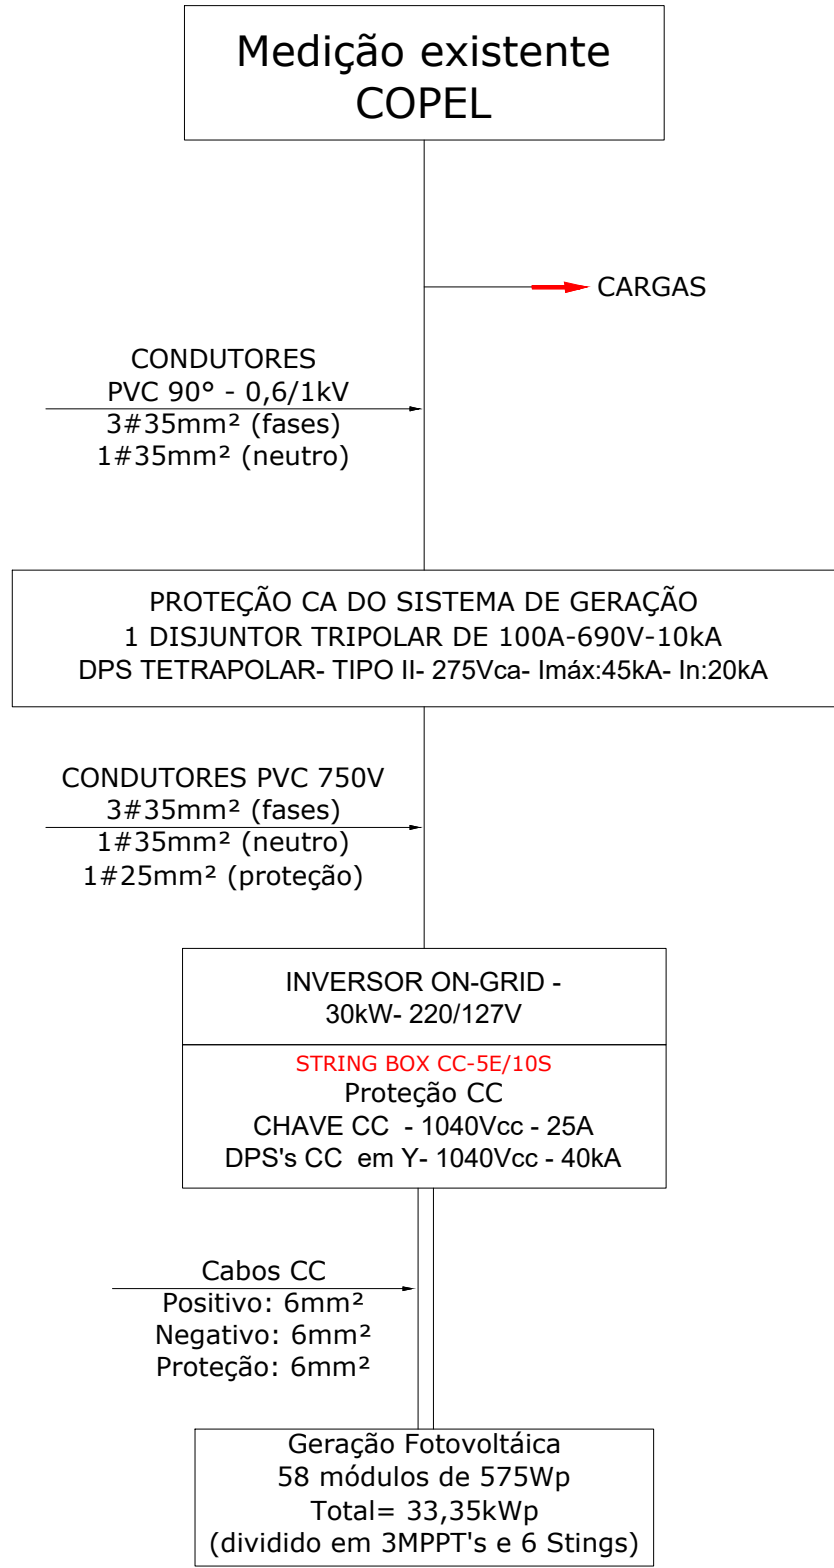 Medição existente
COPEL
CARGAS
CONDUTORES
PVC 90° - 0,6/1kV
3#35mm² (fases)
1#35mm² (neutro)
PROTEÇÃO CA DO SISTEMA DE GERAÇÃO
1 DISJUNTOR TRIPOLAR DE 100A-690V-10kA
DPS TETRAPOLAR- TIPO II- 275Vca- Imáx:45kA- In:20kA
CONDUTORES PVC 750V
3#35mm² (fases)
1#35mm² (neutro)
1#25mm² (proteção)
INVERSOR ON-GRID -
30kW- 220/127V
STRING BOX CC-5E/10S
Proteção CC
CHAVE CC - 1040Vcc - 25A
DPS's CC em Y- 1040Vcc - 40kA
Cabos CC
Positivo: 6mm²
Negativo: 6mm²
Proteção: 6mm²
Geração Fotovoltáica
58 módulos de 575Wp
Total= 33,35kWp
(dividido em 3MPPT's e 6 Stings)